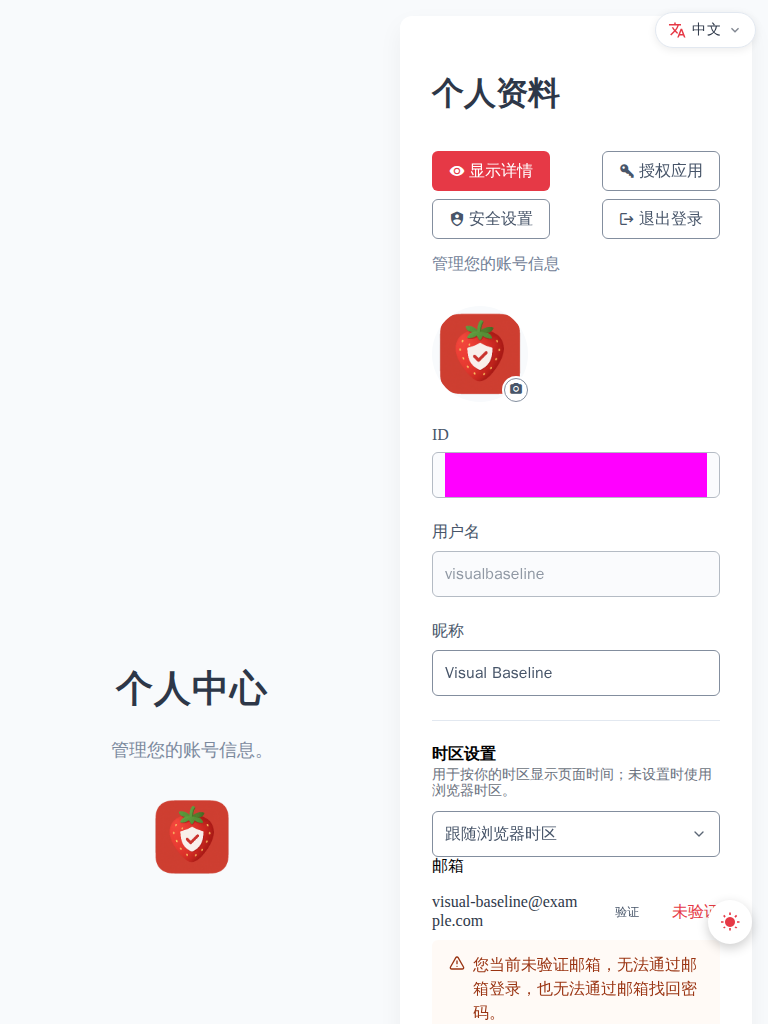 中文
个人资料
显示详情
授权应用
安全设置
退出登录
管理您的账号信息
ID
用户名
visualbaseline
昵称
Visual Baseline
时区设置
用于按你的时区显示页面时间；未设置时使用
浏览器时区。
跟随浏览器时区
邮箱
visual-baseline@exam
ple.com
验证
未验证
您当前未验证邮箱，无法通过邮
箱登录，也无法通过邮箱找回密
码。
个人中心
管理您的账号信息。